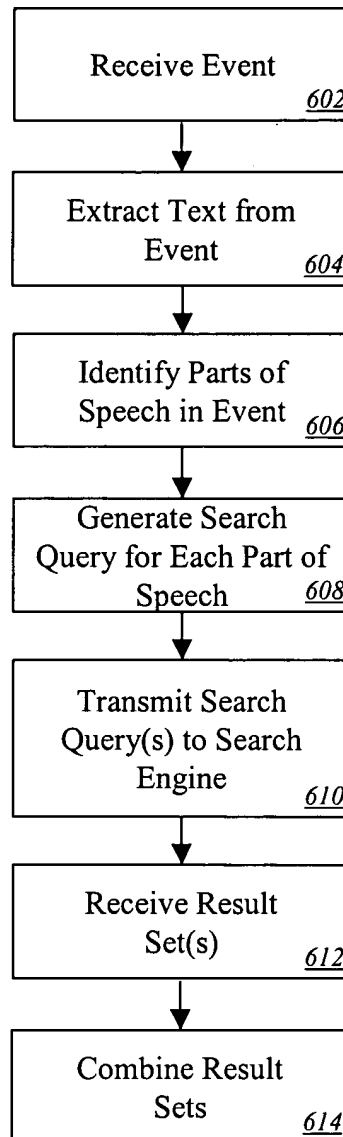 Receive Event
602
Extract Text from
Event
604
Identify Parts of
Speech in Event
606
Generate Search
Query for Each Part of
Speech
608
Transmit Search
Query(s) to Search
Engine
610
Receive Result
Set(s)
612
Combine Result
Sets
614